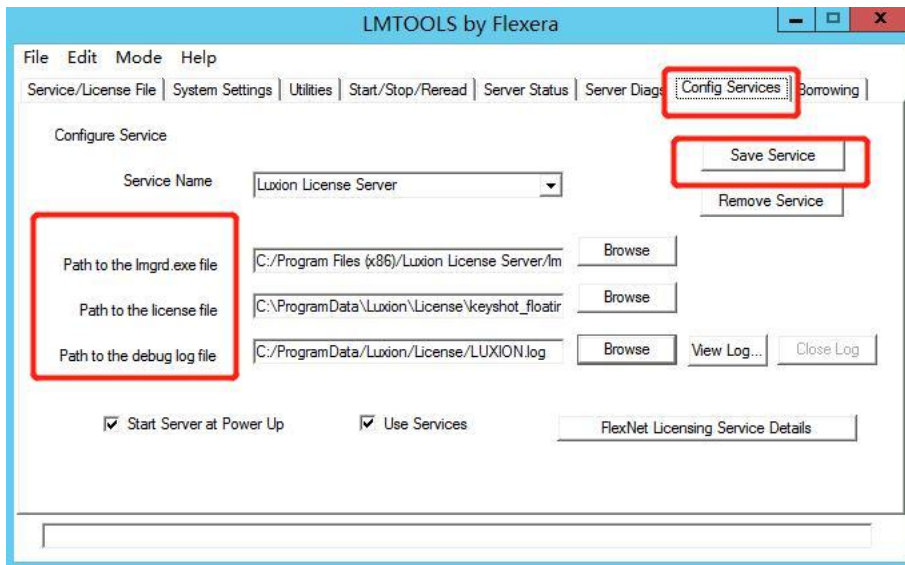 LMTOOLS by Flexera
File Edit Mode Help
Service/License File System Settings Utilities Start/Stop/Reread Server Status Server Diags Config Services Borrowing
Configure Service
Save Service
Service Name Luxion License Server
Remove Service
Path to the lmgrd.exe file C:/Program Files (x86)/Luxion License Server/lm Browse
Path to the license file C:\ProgramData\Luxion\License\keyshot_floatir Browse
Path to the debug log file C:/ProgramData/Luxion/License/LUXION.log Browse View Log... Close Log
Start Server at Power Up Use Services FlexNet Licensing Service Details